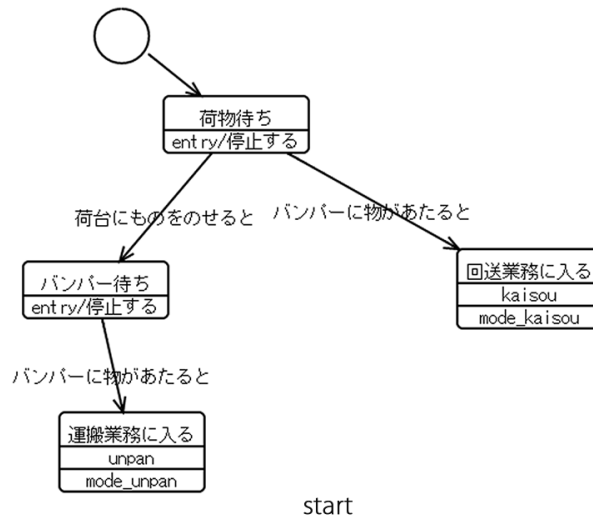 荷物待ち
entry/停止する
荷台にものをのせると
バンパーに物があたると
バンパー待ち
entry/停止する
回送業務に入る
kaisou
mode_kaisou
バンパーに物があたると
運搬業務に入る
unpan
mode_unpan
start